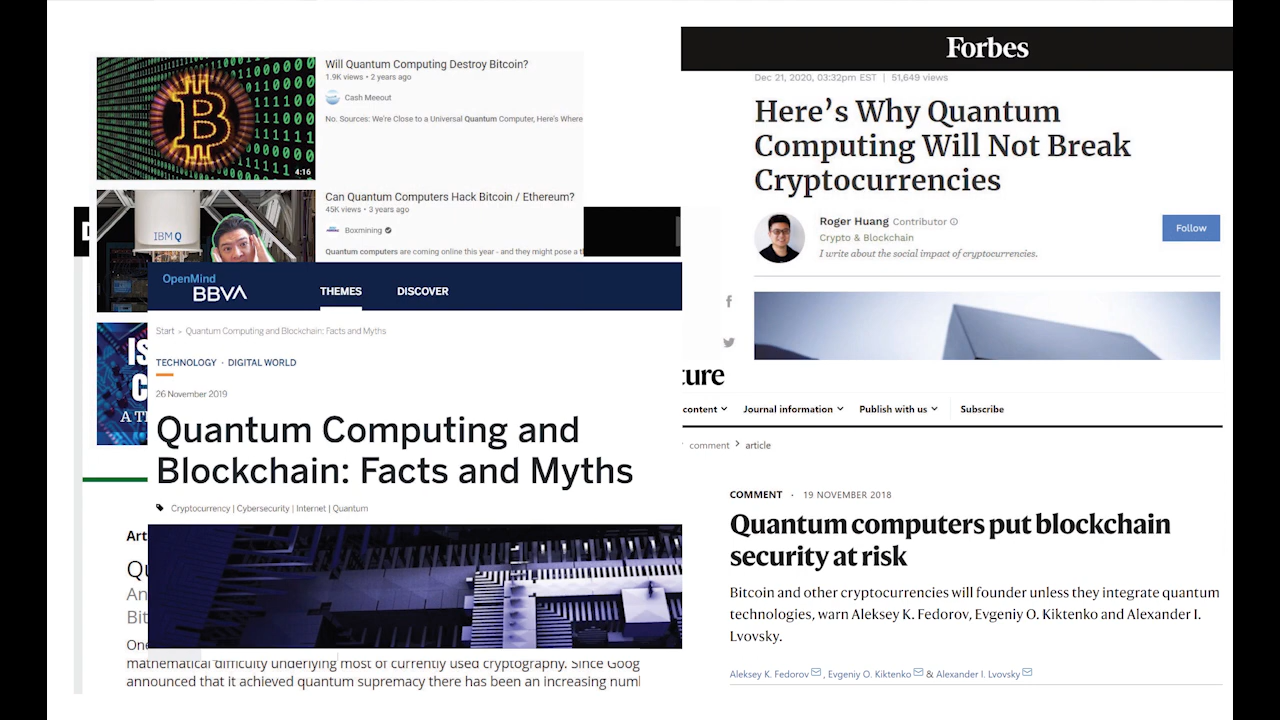 Will Quantum Computing Destroy Bitcoin?
1.9K views • 2 years ago
Cash Meeout
No. Sources: We're Close to a Universal Quantum Computer, Here's Where
4:16
Can Quantum Computers Hack Bitcoin / Ethereum?
45K views • 3 years ago
Boxmining
Quantum computers are coming online this year - and they might pose a
IBM Q
OpenMind
BBVA
THEMES
DISCOVER
Start > Quantum Computing and Blockchain: Facts and Myths
TECHNOLOGY · DIGITAL WORLD
26 November 2019
Quantum Computing and
Blockchain: Facts and Myths
Cryptocurrency | Cybersecurity | Internet | Quantum
IS
C
A T
Art
Qu
An
Bit
One
mathematical difficulty underlying most of currently used cryptography. Since Goog
announced that it achieved quantum supremacy there has been an increasing num
Forbes
Dec 21, 2020, 03:32pm EST | 51,649 views
Here's Why Quantum
Computing Will Not Break
Cryptocurrencies
Roger Huang Contributor
Crypto & Blockchain
I write about the social impact of cryptocurrencies.
Follow
ture
content
Journal information
Publish with us
Subscribe
comment > article
COMMENT · 19 NOVEMBER 2018
Quantum computers put blockchain
security at risk
Bitcoin and other cryptocurrencies will founder unless they integrate quantum
technologies, warn Aleksey K. Fedorov, Evgeniy O. Kiktenko and Alexander I.
Lvovsky.
Aleksey K. Fedorov, Evgeniy O. Kiktenko & Alexander I. Lvovsky